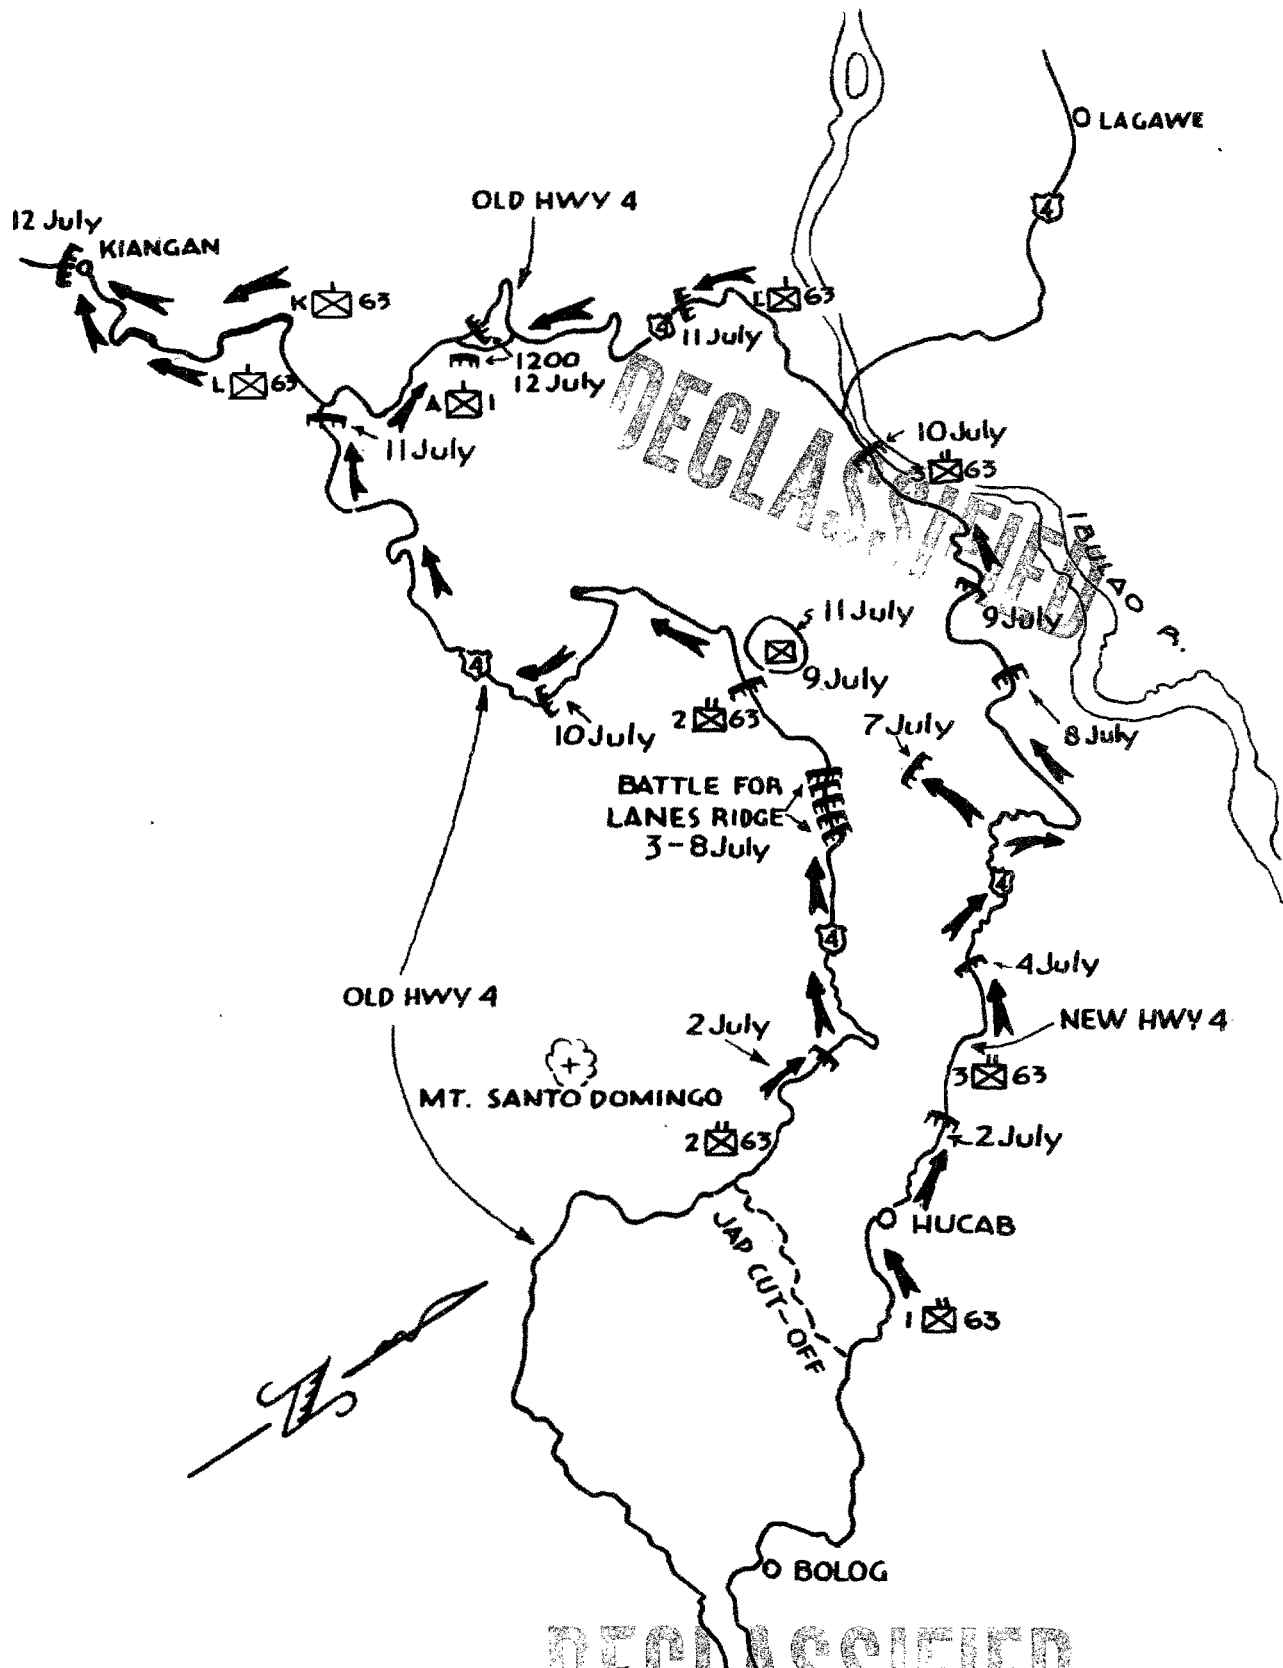 LAGAWE
4
OLD HWY 4
12 July
KIANGAN
K 63
L 63
4
11 July
L 63
1200
12 July
A 1
11 July
DECLASSIFIED
10 July
3 63
IBULAO R.
9 July
11 July
9 July
4
2 63
10 July
8 July
7 July
BATTLE FOR
LANES RIDGE
3-8 July
4
4
4 July
OLD HWY 4
NEW HWY 4
2 July
3 63
MT. SANTO DOMINGO
2 63
2 July
HUCAB
JAP CUT-OFF
1 63
N
BOLOG
DECLASSIFIED